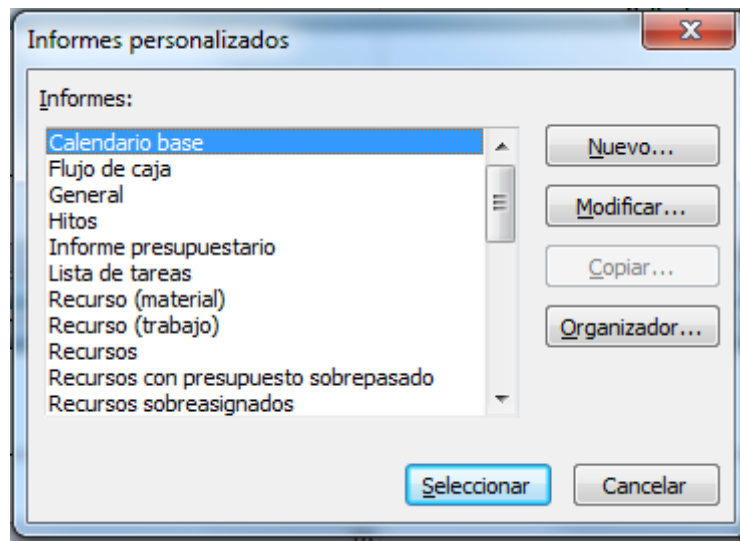 Informes personalizados
Informes:
Calendario base
Flujo de caja
General
Hitos
Informe presupuestario
Lista de tareas
Recurso (material)
Recurso (trabajo)
Recursos
Recursos con presupuesto sobrepasado
Recursos sobreasignados
Nuevo...
Modificar...
Copiar...
Organizador...
Seleccionar
Cancelar